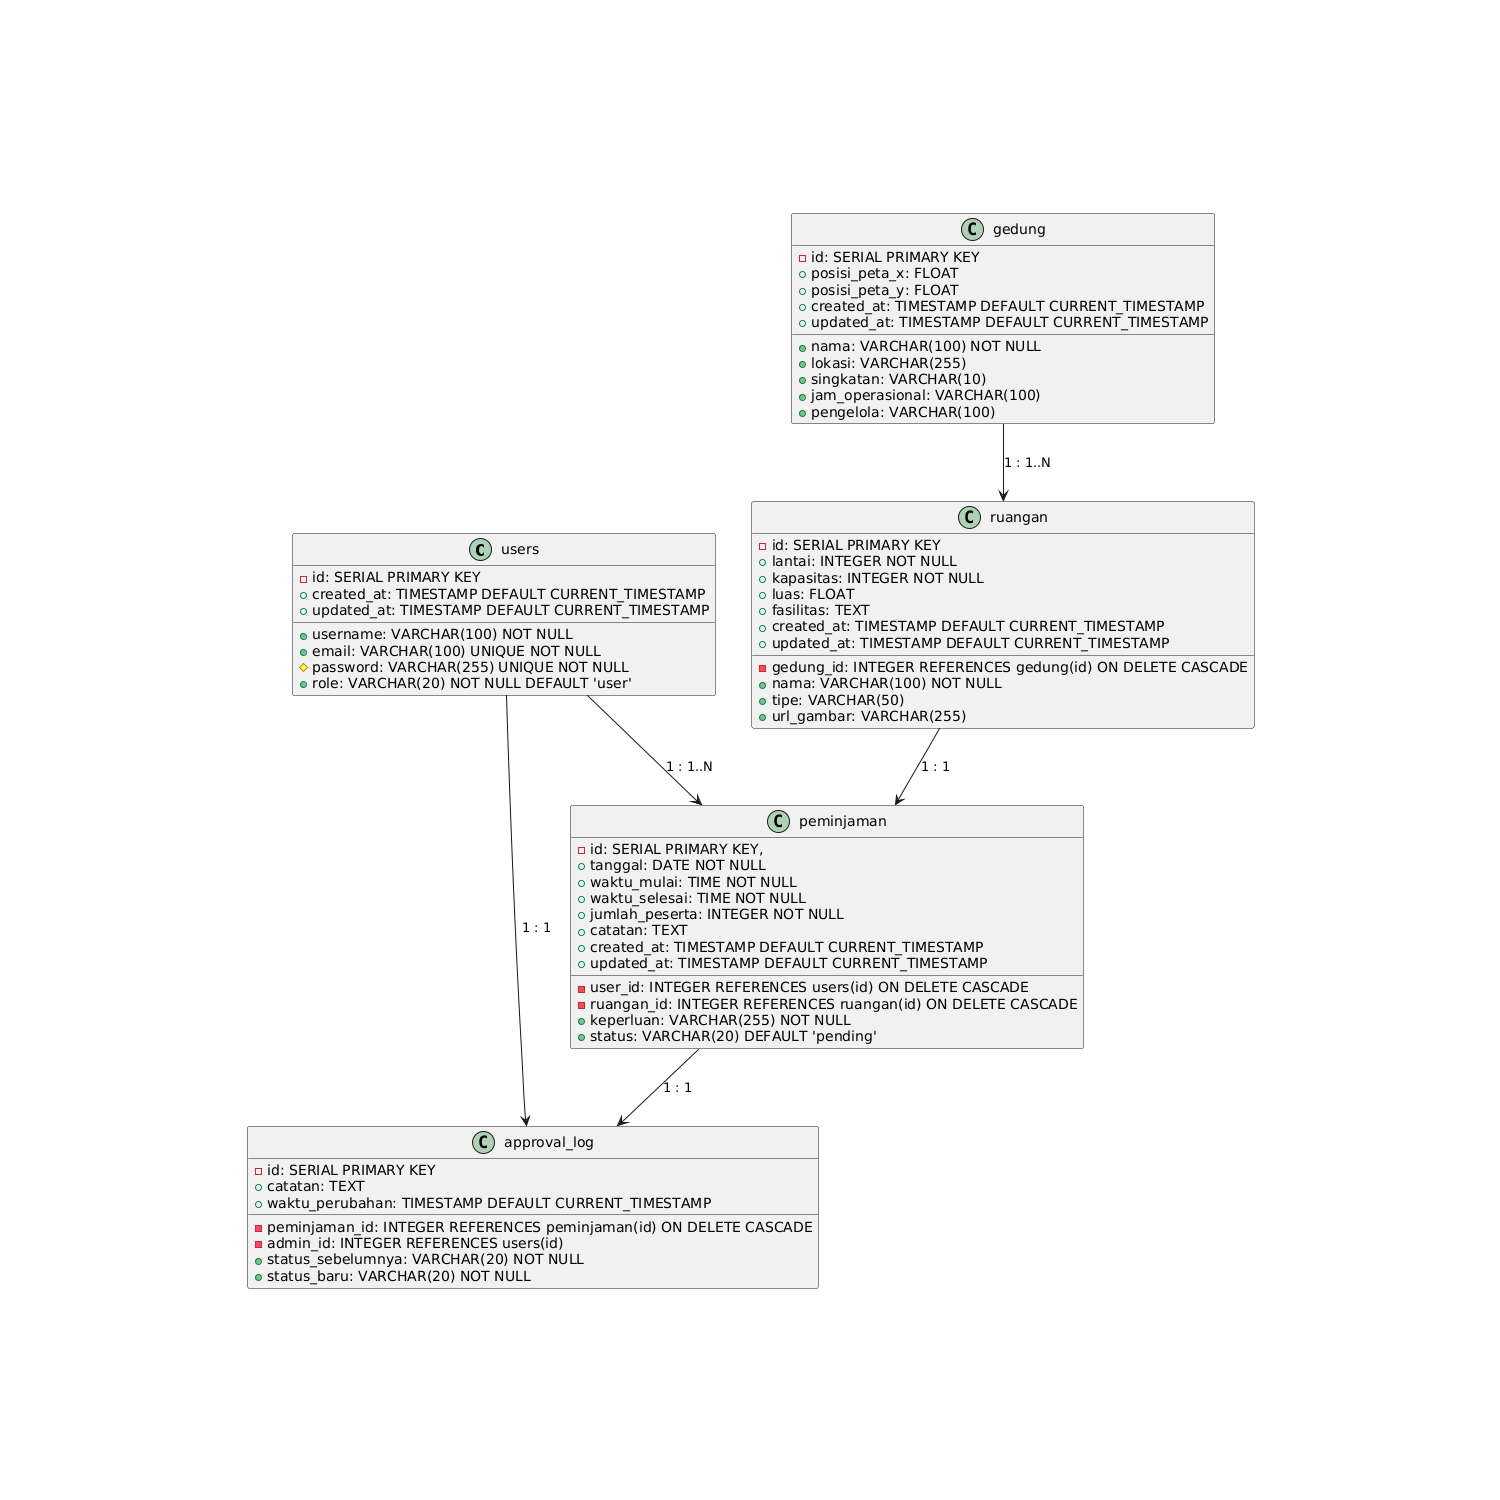 C gedung
id: SERIAL PRIMARY KEY
posisi_peta_x: FLOAT
posisi_peta_y: FLOAT
created_at: TIMESTAMP DEFAULT CURRENT_TIMESTAMP
updated_at: TIMESTAMP DEFAULT CURRENT_TIMESTAMP
nama: VARCHAR(100) NOT NULL
lokasi: VARCHAR(255)
singkatan: VARCHAR(10)
jam_operasional: VARCHAR(100)
pengelola: VARCHAR(100)
1 : 1..N
C ruangan
id: SERIAL PRIMARY KEY
lantai: INTEGER NOT NULL
kapasitas: INTEGER NOT NULL
luas: FLOAT
fasilitas: TEXT
created_at: TIMESTAMP DEFAULT CURRENT_TIMESTAMP
updated_at: TIMESTAMP DEFAULT CURRENT_TIMESTAMP
gedung_id: INTEGER REFERENCES gedung(id) ON DELETE CASCADE
nama: VARCHAR(100) NOT NULL
tipe: VARCHAR(50)
url_gambar: VARCHAR(255)
C users
id: SERIAL PRIMARY KEY
created_at: TIMESTAMP DEFAULT CURRENT_TIMESTAMP
updated_at: TIMESTAMP DEFAULT CURRENT_TIMESTAMP
username: VARCHAR(100) NOT NULL
email: VARCHAR(100) UNIQUE NOT NULL
password: VARCHAR(255) UNIQUE NOT NULL
role: VARCHAR(20) NOT NULL DEFAULT 'user'
1 : 1..N
1 : 1
C peminjaman
id: SERIAL PRIMARY KEY,
tanggal: DATE NOT NULL
waktu_mulai: TIME NOT NULL
waktu_selesai: TIME NOT NULL
jumlah_peserta: INTEGER NOT NULL
catatan: TEXT
created_at: TIMESTAMP DEFAULT CURRENT_TIMESTAMP
updated_at: TIMESTAMP DEFAULT CURRENT_TIMESTAMP
user_id: INTEGER REFERENCES users(id) ON DELETE CASCADE
ruangan_id: INTEGER REFERENCES ruangan(id) ON DELETE CASCADE
keperluan: VARCHAR(255) NOT NULL
status: VARCHAR(20) DEFAULT 'pending'
1 : 1
1 : 1
C approval_log
id: SERIAL PRIMARY KEY
catatan: TEXT
waktu_perubahan: TIMESTAMP DEFAULT CURRENT_TIMESTAMP
peminjaman_id: INTEGER REFERENCES peminjaman(id) ON DELETE CASCADE
admin_id: INTEGER REFERENCES users(id)
status_sebelumnya: VARCHAR(20) NOT NULL
status_baru: VARCHAR(20) NOT NULL